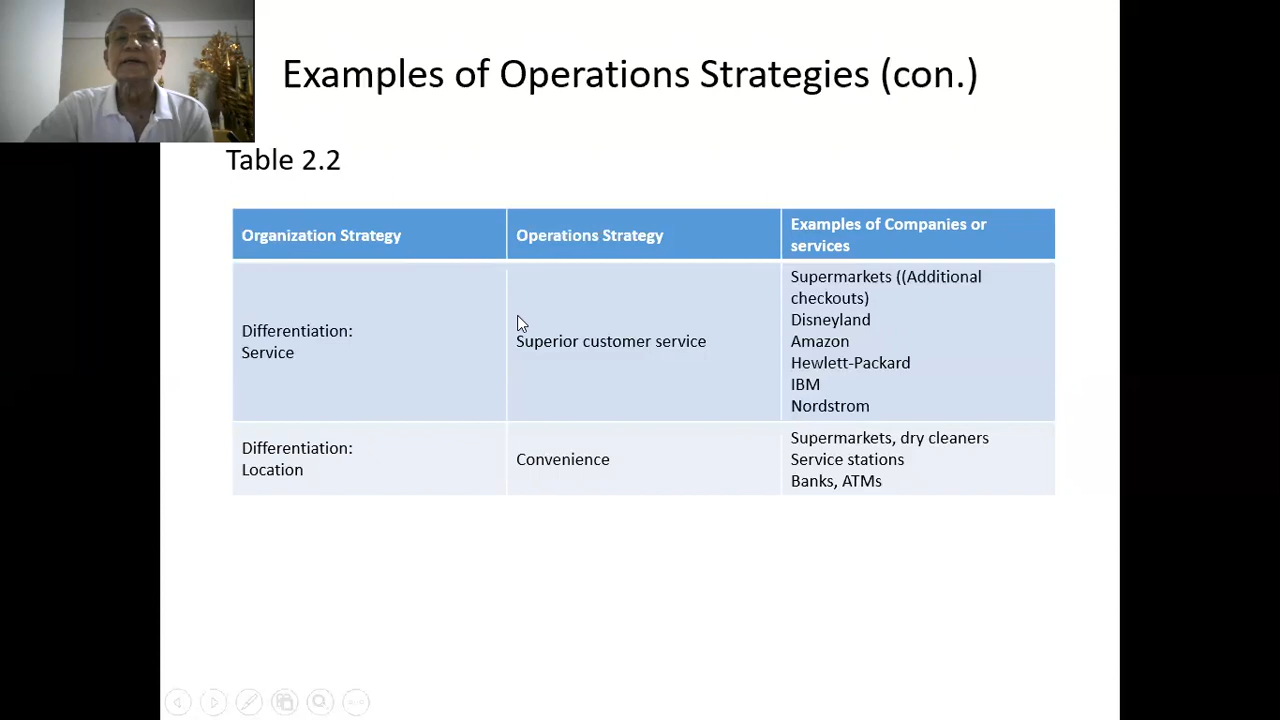 Examples of Operations Strategies (con.)
Table 2.2
Organization Strategy
Operations Strategy
Examples of Companies or
services
Differentiation:
Service
Superior customer service
Supermarkets ((Additional
checkouts)
Disneyland
Amazon
Hewlett-Packard
IBM
Nordstrom
Differentiation:
Location
Convenience
Supermarkets, dry cleaners
Service stations
Banks, ATMs